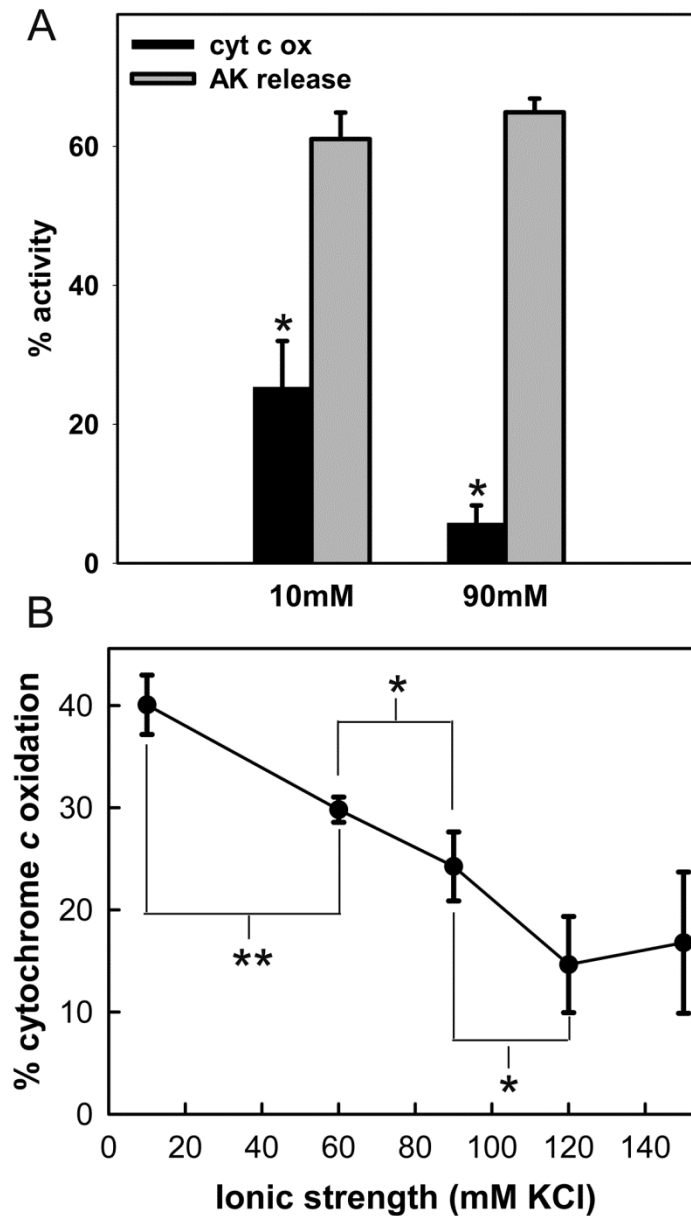 A
cyt c ox
AK release
% activity
60
40
20
0
*
*
10mM
90mM
B
% cytochrome c oxidation
40
30
20
10
0
*
**
*
0 20 40 60 80 100 120 140
Ionic strength (mM KCl)